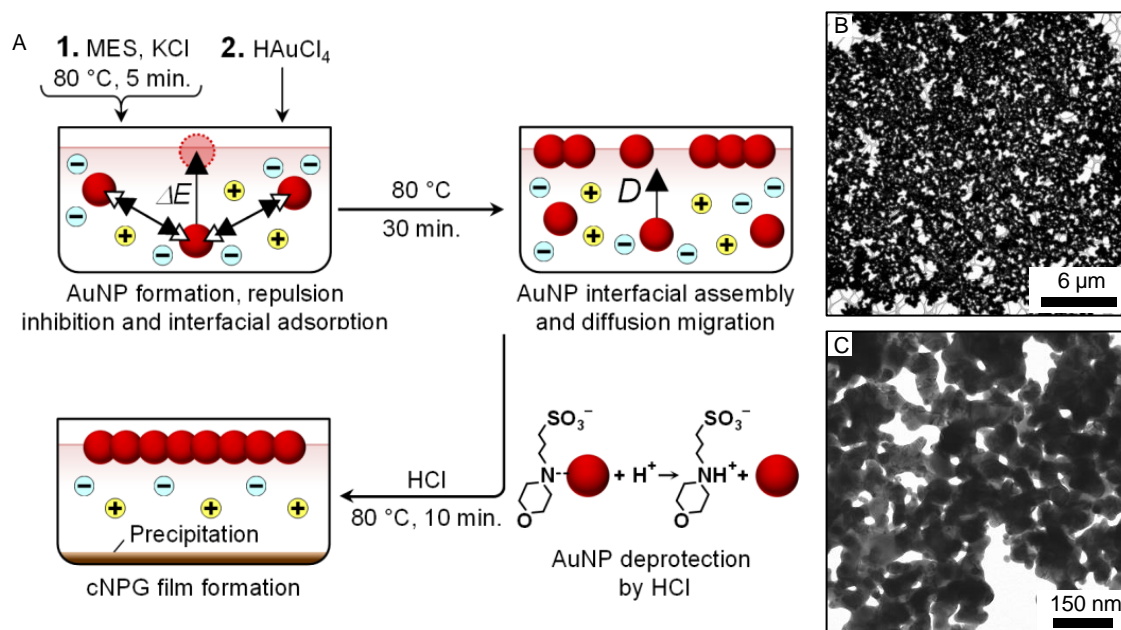 A
1. MES, KCl
80 °C, 5 min.
2. HAuCl₄
ΔE
AuNP formation, repulsion
inhibition and interfacial adsorption
80 °C
30 min.
D
AuNP interfacial assembly
and diffusion migration
HCl
80 °C, 10 min.
SO₃⁻
N
O
+ H⁺
SO₃⁻
NH⁺ +
O
AuNP deprotection
by HCl
Precipitation
cNPG film formation
B
6 µm
C
150 nm